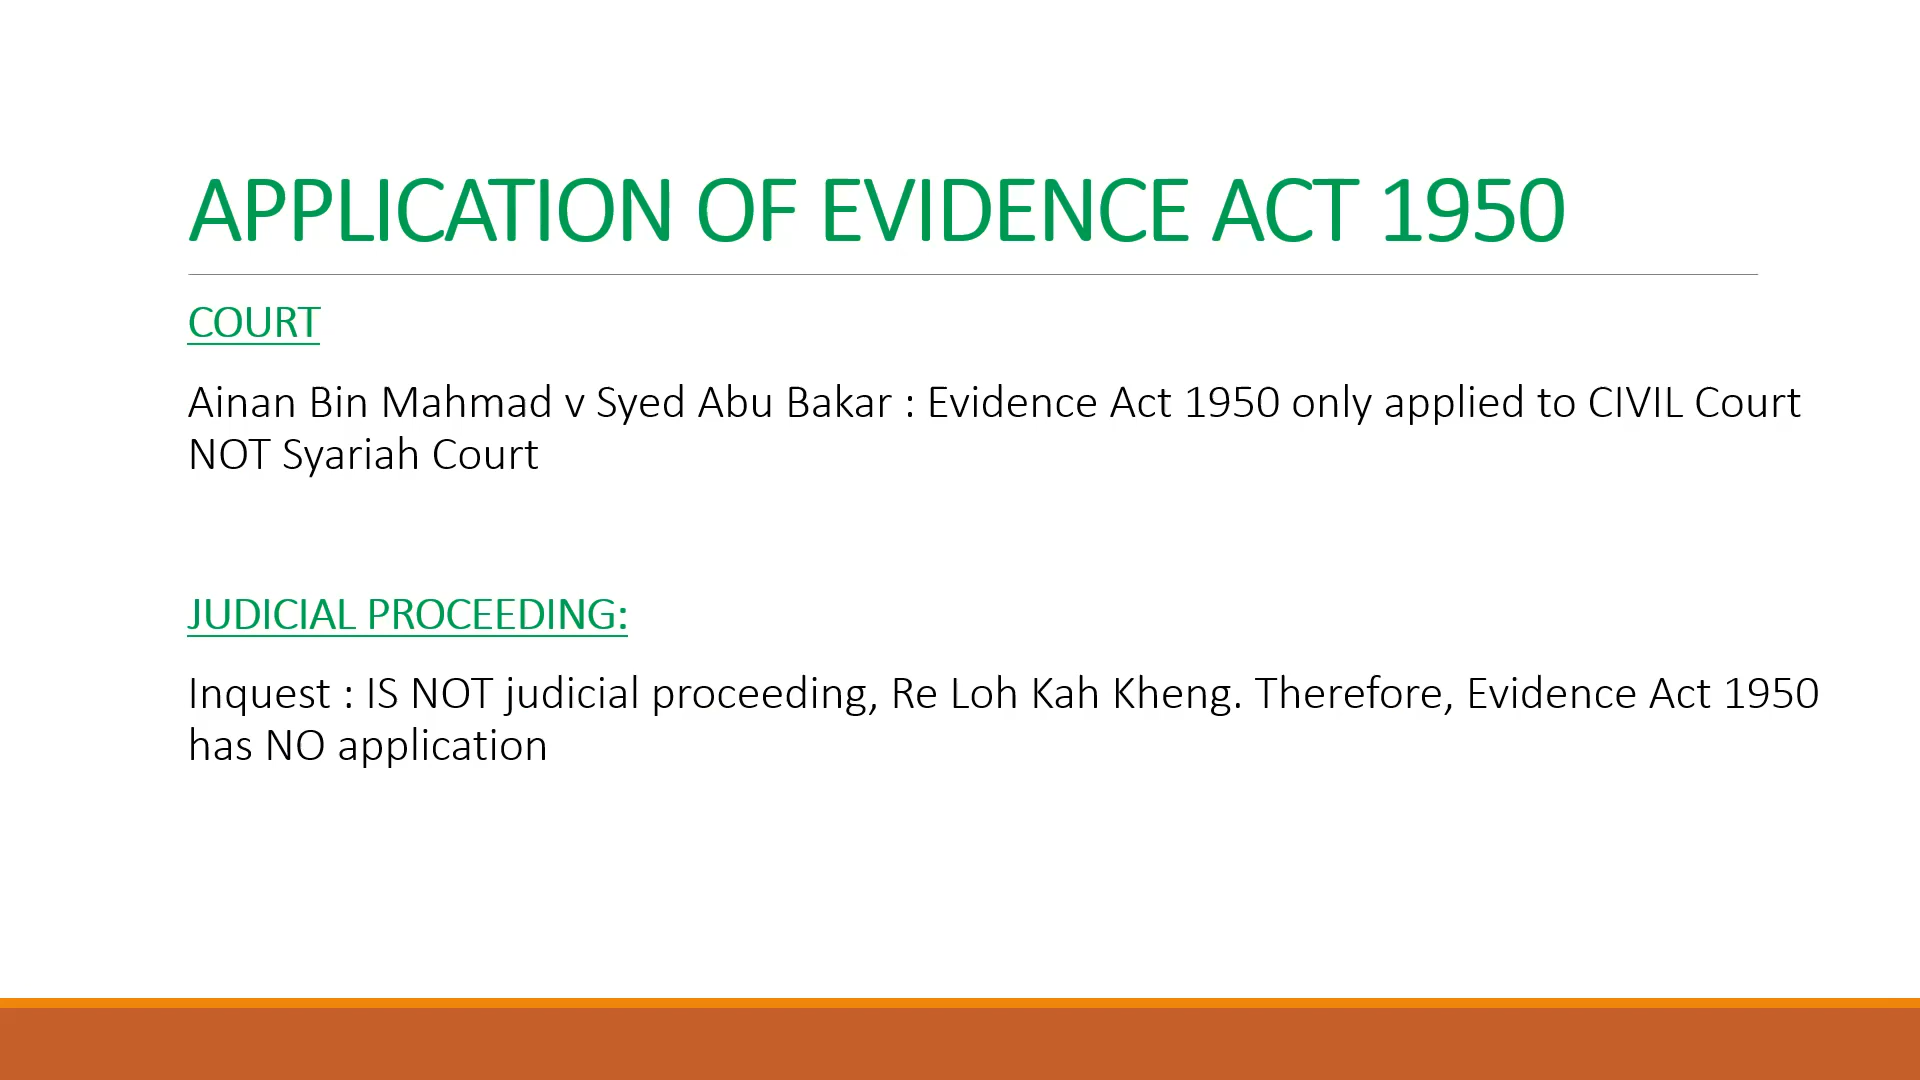 APPLICATION OF EVIDENCE ACT 1950
COURT
Ainan Bin Mahmad v Syed Abu Bakar : Evidence Act 1950 only applied to CIVIL Court
NOT Syariah Court
JUDICIAL PROCEEDING:
Inquest : IS NOT judicial proceeding, Re Loh Kah Kheng. Therefore, Evidence Act 1950
has NO application